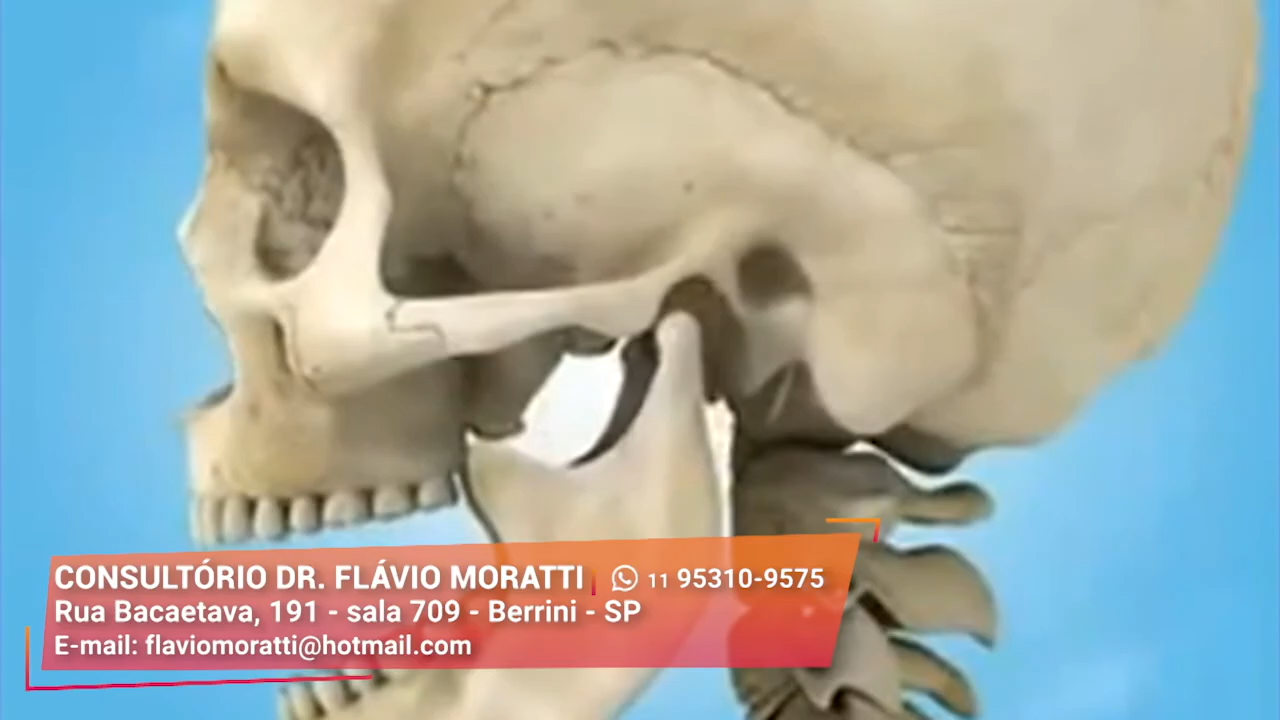 CONSULTÓRIO DR. FLÁVIO MORATTI | 11 95310-9575
Rua Bacaetava, 191 - sala 709 - Berrini - SP
E-mail: flaviomoratti@hotmail.com